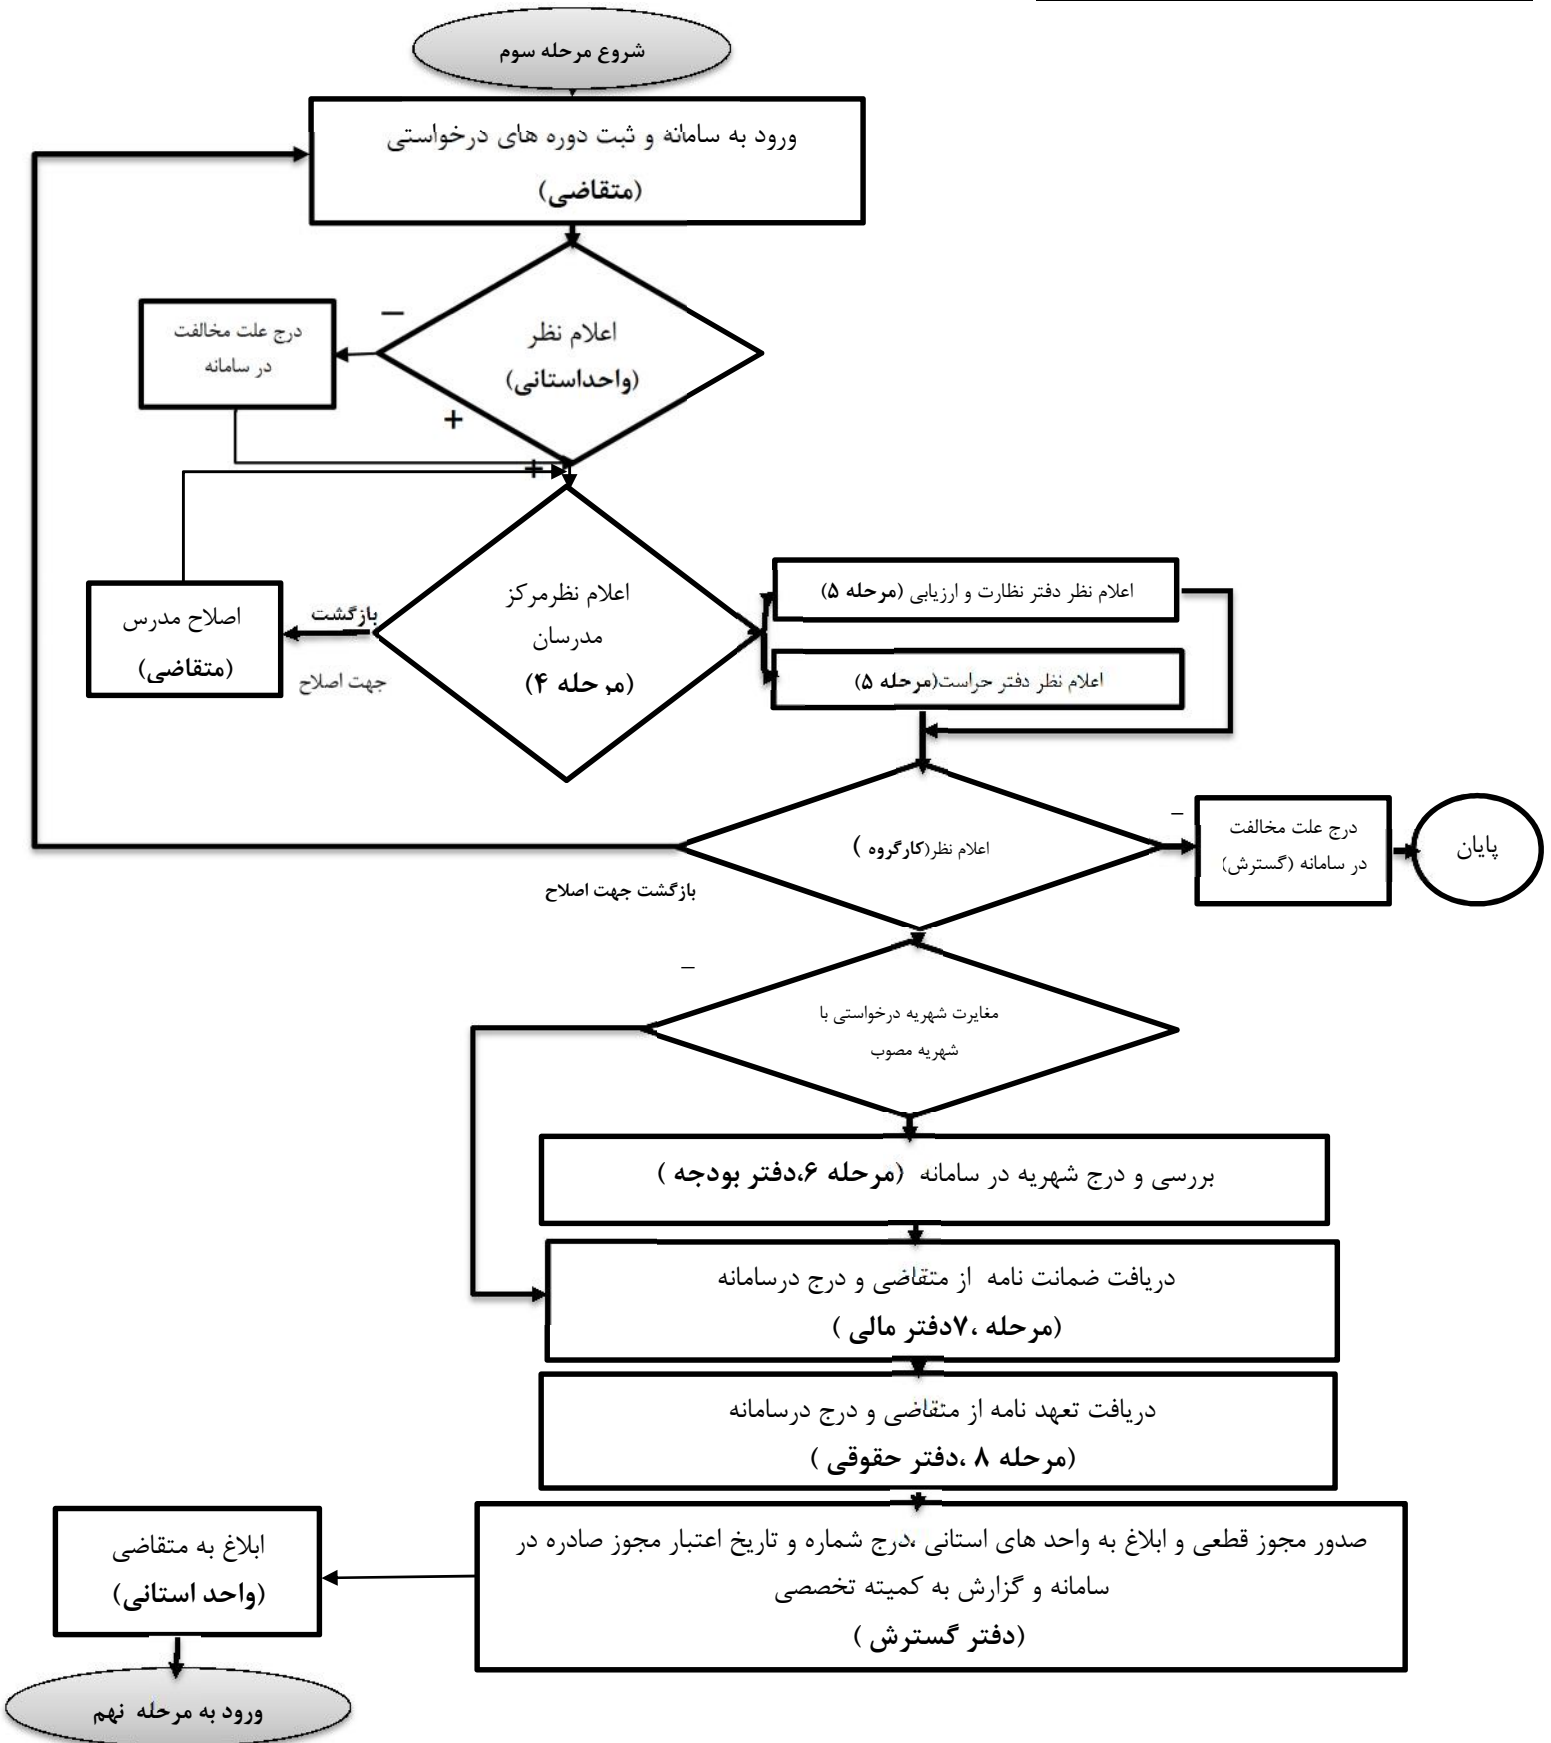 شروع مرحله سوم
ورود به سامانه و ثبت دوره های درخواستی
(متقاضی)
–
درج علت مخالفت
در سامانه
اعلام نظر
(واحداستانی)
+
+
اعلام نظرمرکز
مدرسان
(مرحله ۴)
بازگشت
جهت اصلاح
اصلاح مدرس
(متقاضی)
اعلام نظر دفتر نظارت و ارزیابی (مرحله ۵)
اعلام نظر دفتر حراست(مرحله ۵)
اعلام نظر(کارگروه )
–
درج علت مخالفت
در سامانه (گسترش)
پایان
بازگشت جهت اصلاح
–
مغایرت شهریه درخواستی با
شهریه مصوب
بررسی و درج شهریه در سامانه (مرحله ۶،دفتر بودجه )
دریافت ضمانت نامه از متقاضی و درج درسامانه
(مرحله ،۷دفتر مالی )
دریافت تعهد نامه از متقاضی و درج درسامانه
(مرحله ۸ ،دفتر حقوقی )
صدور مجوز قطعی و ابلاغ به واحد های استانی ،درج شماره و تاریخ اعتبار مجوز صادره در
سامانه و گزارش به کمیته تخصصی
(دفتر گسترش )
ابلاغ به متقاضی
(واحد استانی)
ورود به مرحله نهم